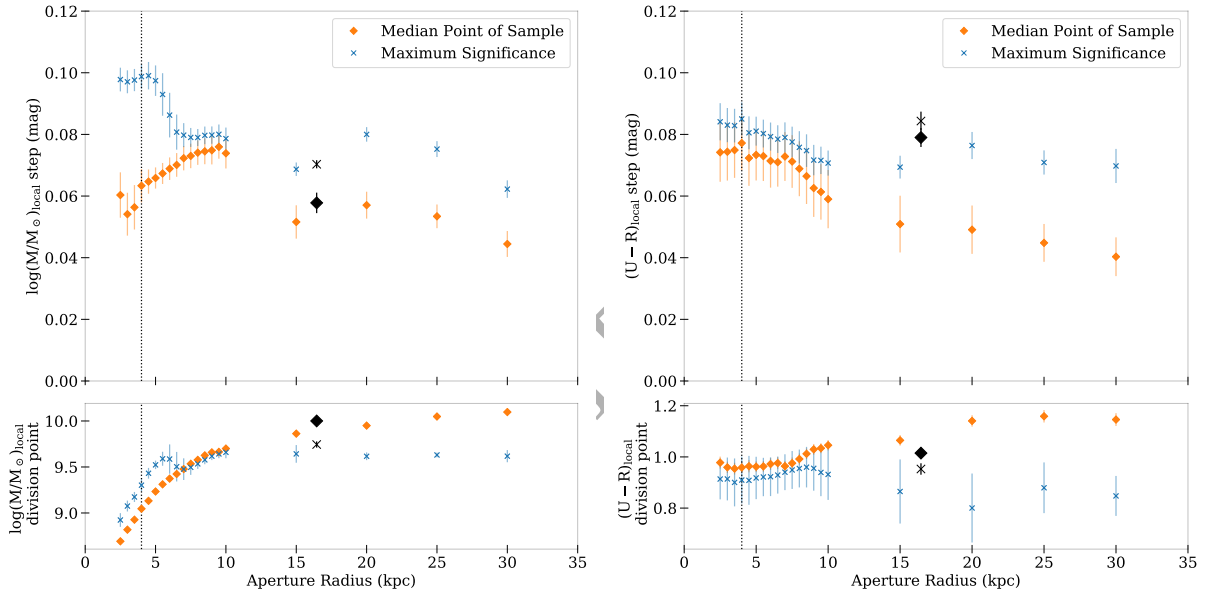 0.12
0.10
0.08
0.06
0.04
0.02
0.00
log(M/M⊙)local step (mag)
Median Point of Sample
Maximum Significance
10.0
9.5
9.0
log(M/M⊙)local
division point
0 5 10 15 20 25 30 35
Aperture Radius (kpc)
0.12
0.10
0.08
0.06
0.04
0.02
0.00
(U − R)local step (mag)
Median Point of Sample
Maximum Significance
1.2
1.0
0.8
(U − R)local
division point
0 5 10 15 20 25 30 35
Aperture Radius (kpc)